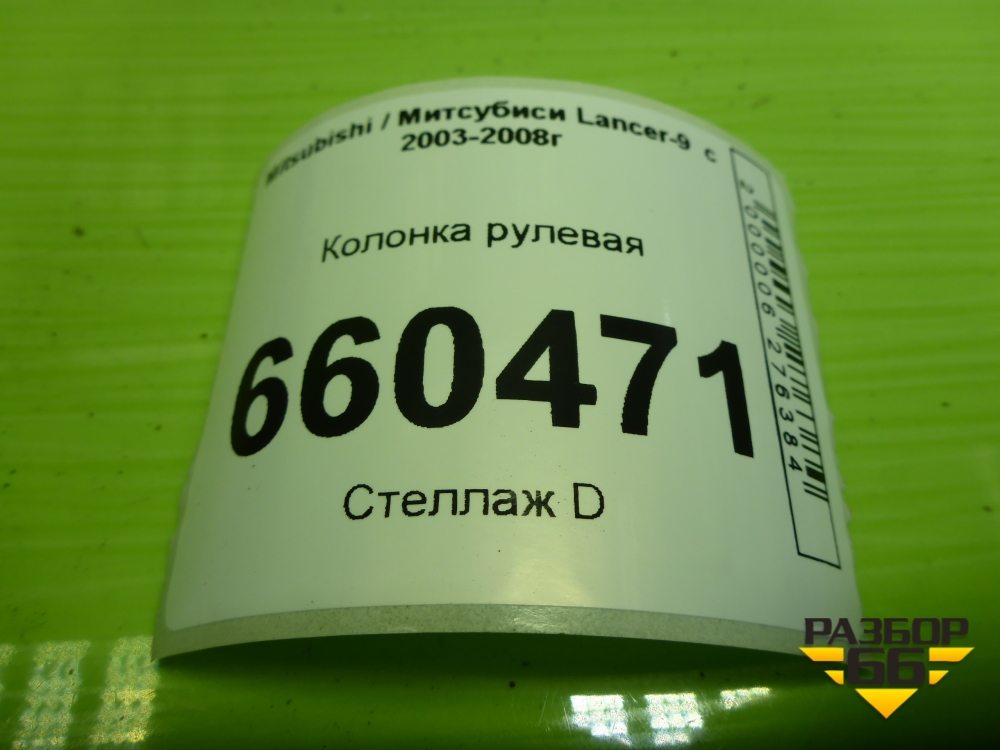 Mitsubishi / Митсубиси Lancer-9 с
2003-2008г
Колонка рулевая
660471
Стеллаж D
2000006276384
РАЗБОР
66